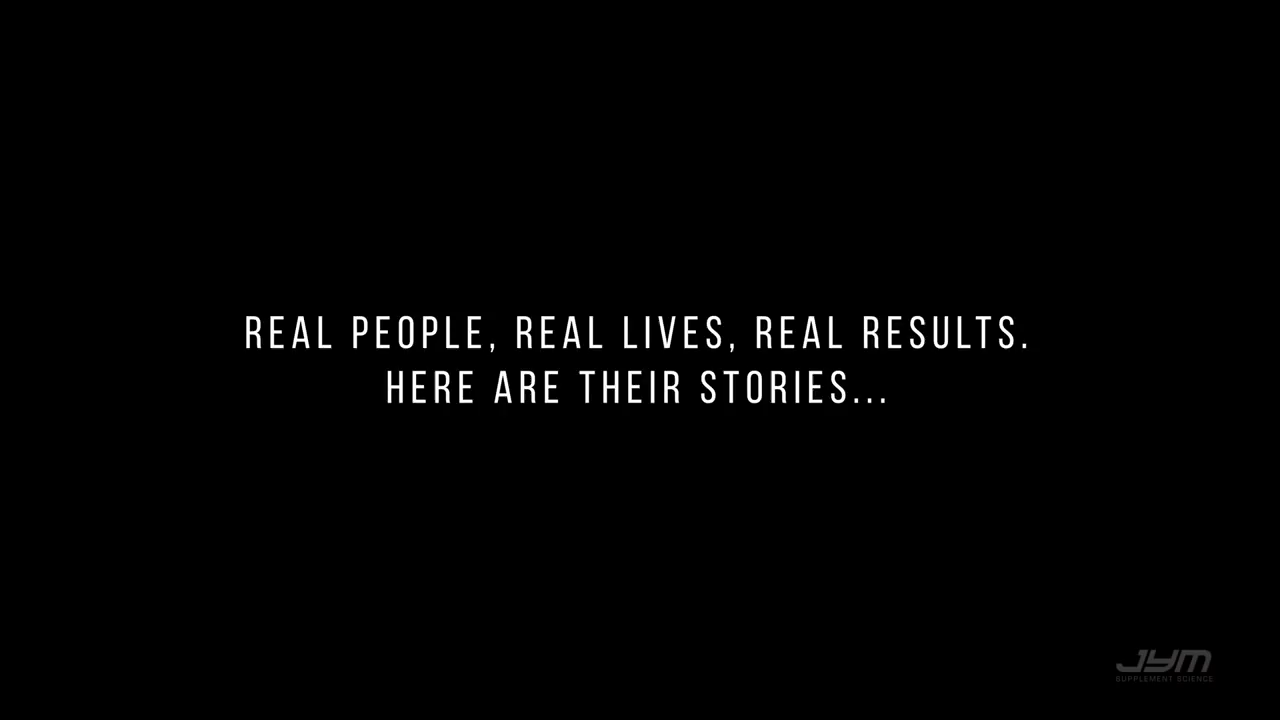 REAL PEOPLE, REAL LIVES, REAL RESULTS.
HERE ARE THEIR STORIES...
JYM
SUPPLEMENT SCIENCE